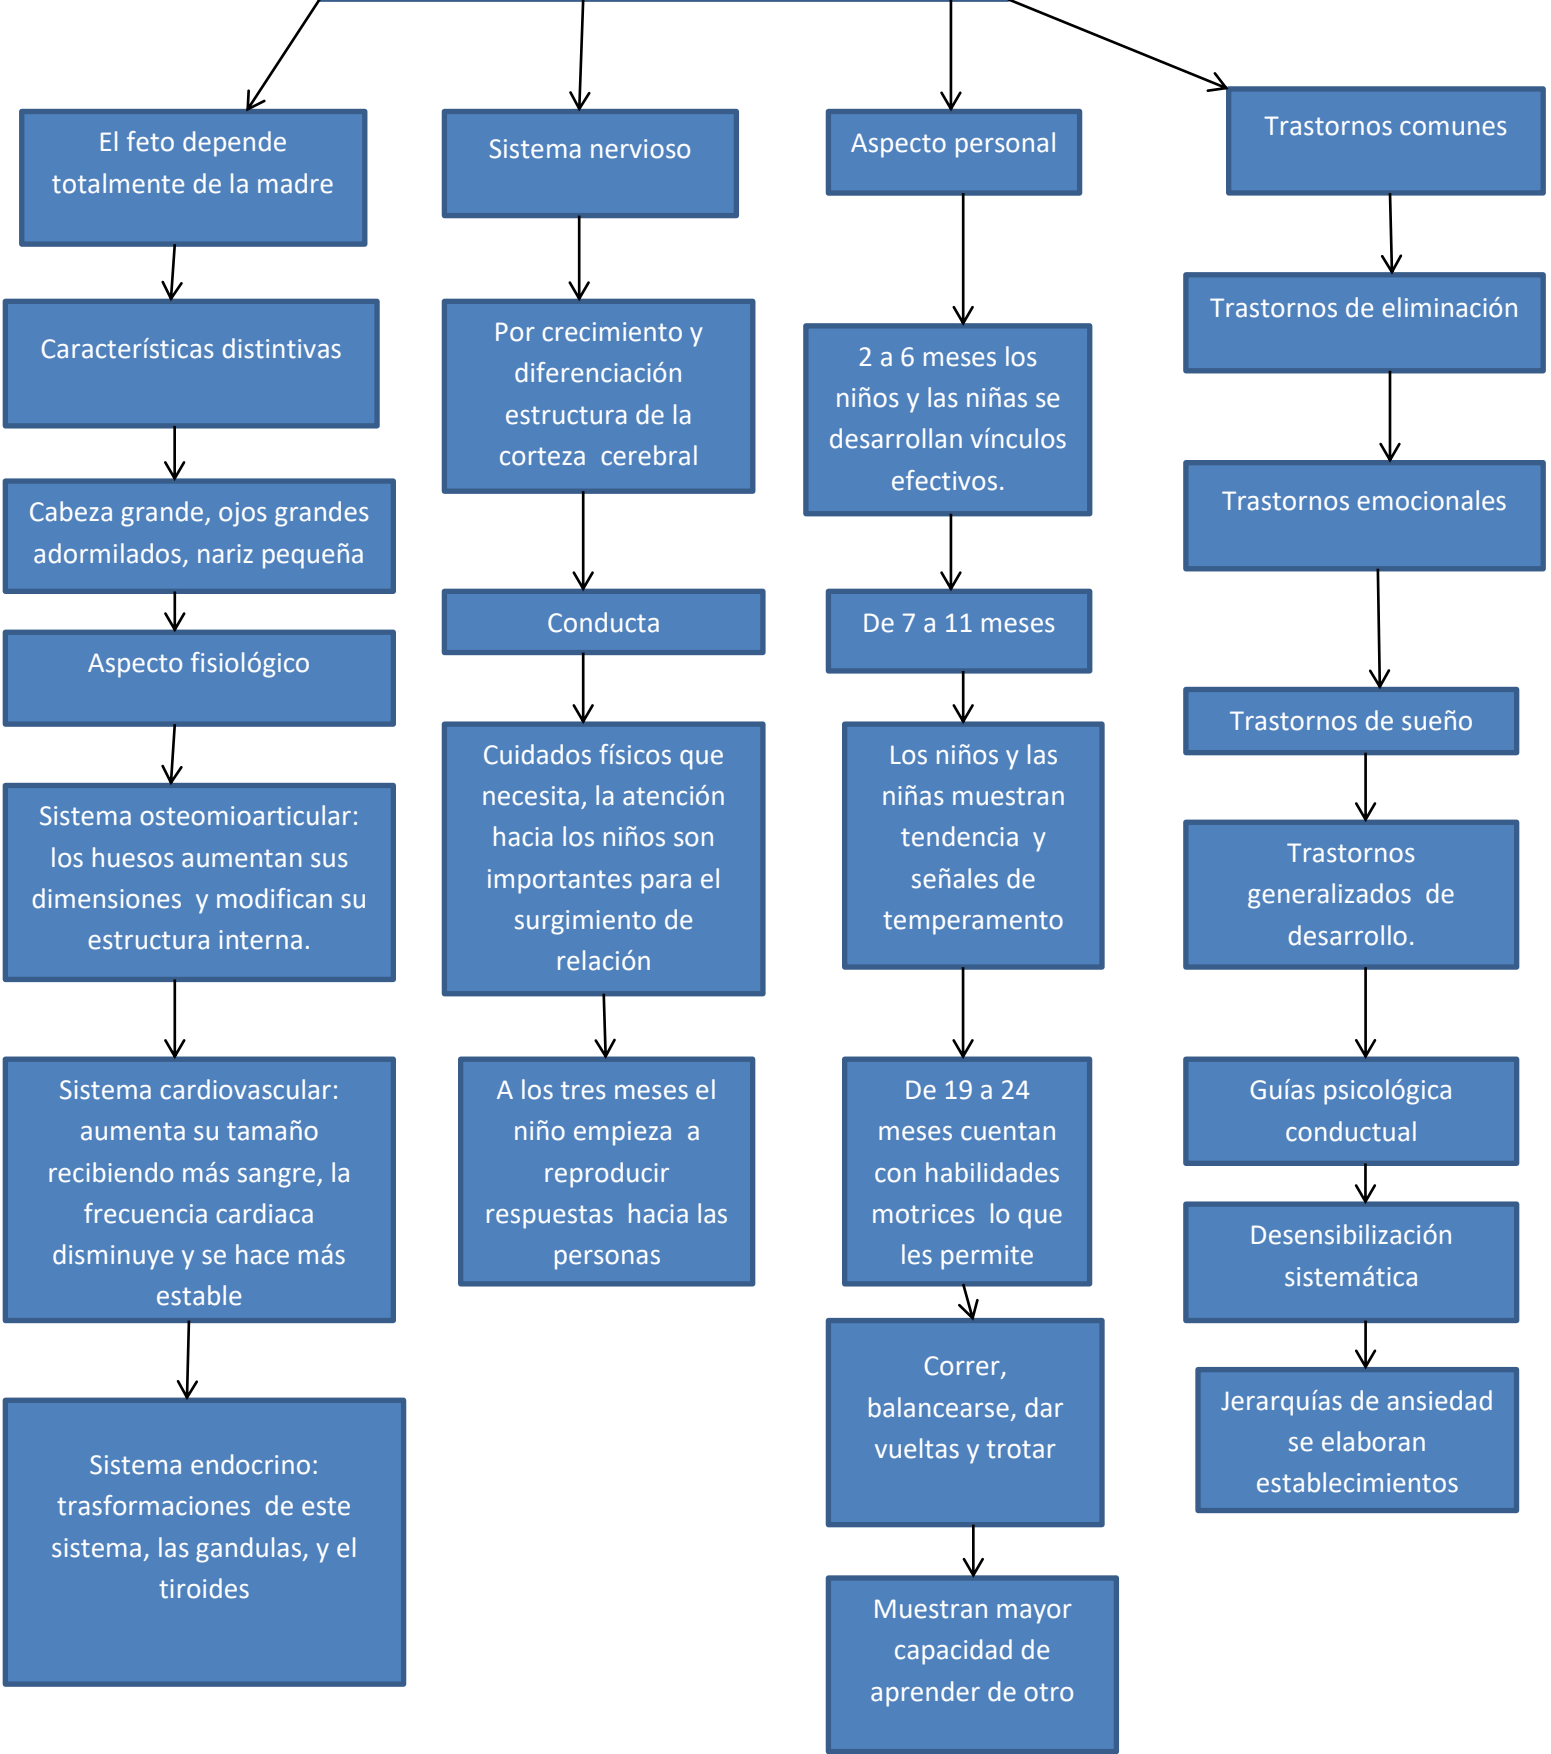 El feto depende
totalmente de la madre
Características distintivas
Cabeza grande, ojos grandes
adormilados, nariz pequeña
Aspecto fisiológico
Sistema osteomioarticular:
los huesos aumentan sus
dimensiones y modifican su
estructura interna.
Sistema cardiovascular:
aumenta su tamaño
recibiendo más sangre, la
frecuencia cardiaca
disminuye y se hace más
estable
Sistema endocrino:
trasformaciones de este
sistema, las gandulas, y el
tiroides
Sistema nervioso
Por crecimiento y
diferenciación
estructura de la
corteza cerebral
Conducta
Cuidados físicos que
necesita, la atención
hacia los niños son
importantes para el
surgimiento de
relación
A los tres meses el
niño empieza a
reproducir
respuestas hacia las
personas
Aspecto personal
2 a 6 meses los
niños y las niñas se
desarrollan vínculos
efectivos.
De 7 a 11 meses
Los niños y las
niñas muestran
tendencia y
señales de
temperamento
De 19 a 24
meses cuentan
con habilidades
motrices lo que
les permite
Correr,
balancearse, dar
vueltas y trotar
Muestran mayor
capacidad de
aprender de otro
Trastornos comunes
Trastornos de eliminación
Trastornos emocionales
Trastornos de sueño
Trastornos
generalizados de
desarrollo.
Guías psicológica
conductual
Desensibilización
sistemática
Jerarquías de ansiedad
se elaboran
establecimientos